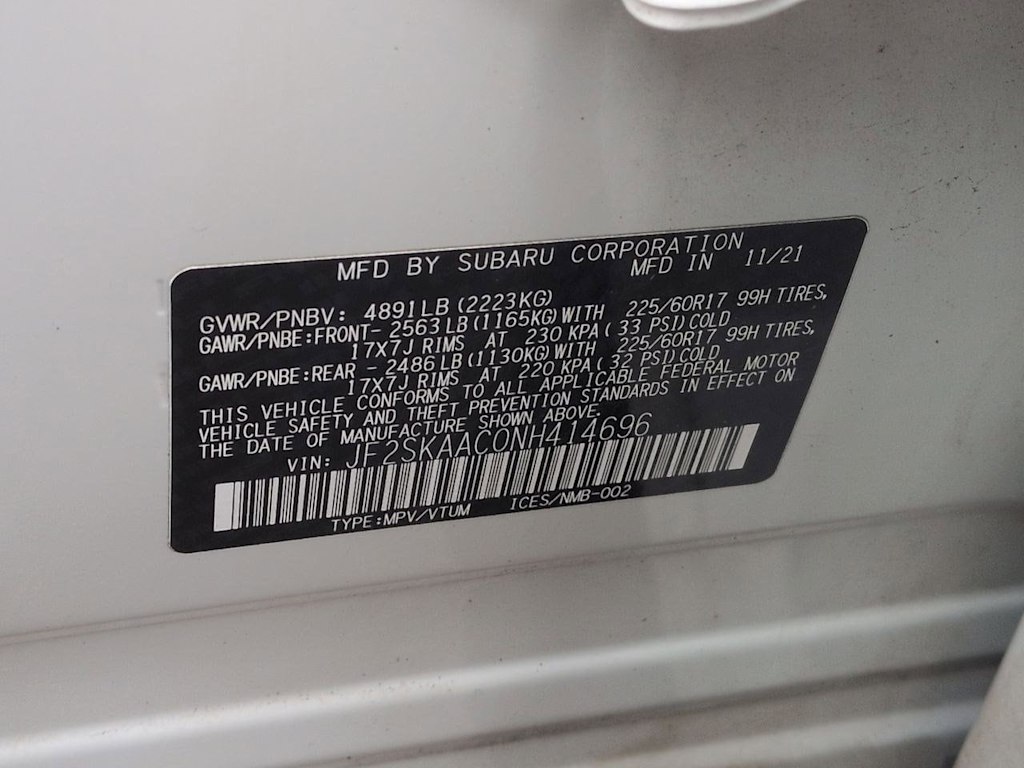 MFD BY SUBARU CORPORATION
MFD IN 11/21
GVWR/PNBV: 4891LB (2223KG)
GAWR/PNBE:FRONT- 2563LB(1165KG)WITH 225/60R17 99H TIRES,
17X7J RIMS AT 230 KPA (33 PSI)COLD
GAWR/PNBE:REAR - 2486LB(1130KG)WITH 225/60R17 99H TIRES,
17X7J RIMS AT 220 KPA (32 PSI)COLD
THIS VEHICLE CONFORMS TO ALL APPLICABLE FEDERAL MOTOR
VEHICLE SAFETY AND THEFT PREVENTION STANDARDS IN EFFECT ON
THE DATE OF MANUFACTURE SHOWN ABOVE.
VIN: JF2SKAAC0NH414696
TYPE:MPV/VTUM ICES/NMB-002